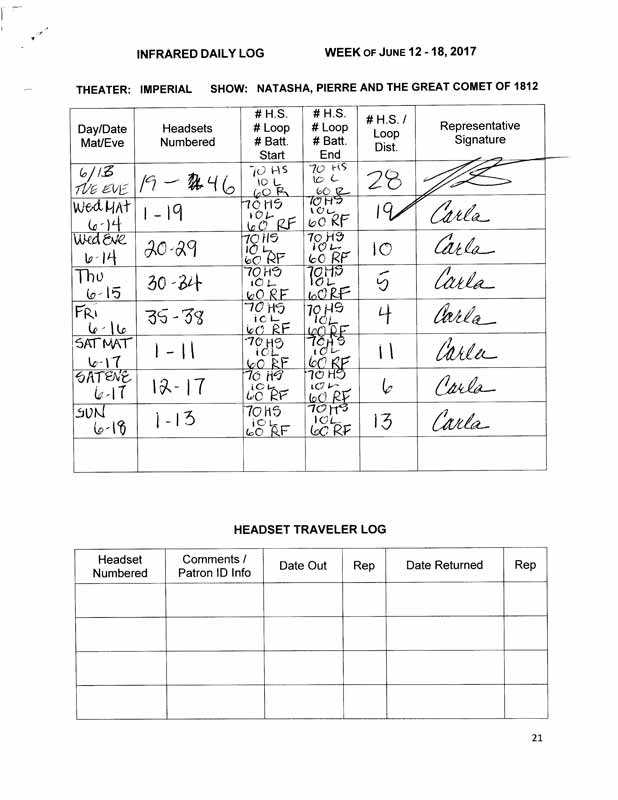 INFRARED DAILY LOG WEEK OF JUNE 12 - 18, 2017
THEATER: IMPERIAL SHOW: NATASHA, PIERRE AND THE GREAT COMET OF 1812
Day/Date Mat/Eve
Headsets Numbered
# H.S. # Loop # Batt. Start
# H.S. # Loop # Batt. End
# H.S. / Loop Dist.
Representative Signature
6/13 TUE EVE
19 - 46
70 HS 10 L 60 R
70 HS 10 L 60 R
28
Wed MAT 6-14
1-19
70 HS 10L 60 RF
70 HS 10L 60 RF
19
Carla
Wed Eve 6-14
20-29
70 HS 10 L 60 RF
70 HS 10 L 60 RF
10
Carla
Thu 6-15
30-34
70 HS 10 L 60 RF
70 HS 10L 60 RF
5
Carla
FRi 6-16
35-38
70 HS 10 L 60 RF
70 HS 10L 60 RF
4
Carla
SAT MAT 6-17
1-11
70 HS 10L 60 RF
70 HS 10L 60 RF
11
Carla
SAT EVE 6-17
12-17
70 HS 10 L 60 RF
70 HS 10 L 60 RF
6
Carla
SUN 6-18
1-13
70 HS 10 L 60 RF
70 HS 10 L 60 RF
13
Carla
HEADSET TRAVELER LOG
Headset Numbered
Comments / Patron ID Info
Date Out
Rep
Date Returned
Rep
21